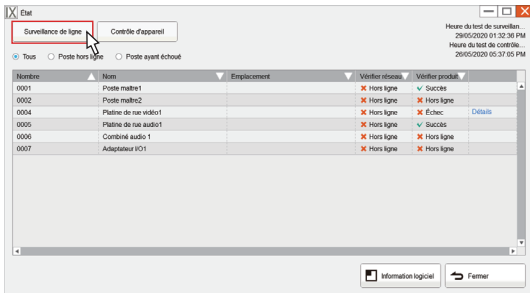 État
Surveillance de ligne Contrôle d'appareil
Heure du test de surveillan...
29/05/2020 01:32:36 PM
Heure du test de contrôle...
26/05/2020 05:37:05 PM
Tous Poste hors ligne Poste ayant échoué
Nombre Nom Emplacement Vérifier réseau Vérifier produit
0001 Poste maître1 Hors ligne Succès
0002 Poste maître2 Hors ligne Hors ligne
0004 Platine de rue vidéo1 Hors ligne Échec Détails
0005 Platine de rue audio1 Hors ligne Succès
0006 Combiné audio 1 Hors ligne Hors ligne
0007 Adaptateur I/O1 Hors ligne Hors ligne
Information logiciel Fermer